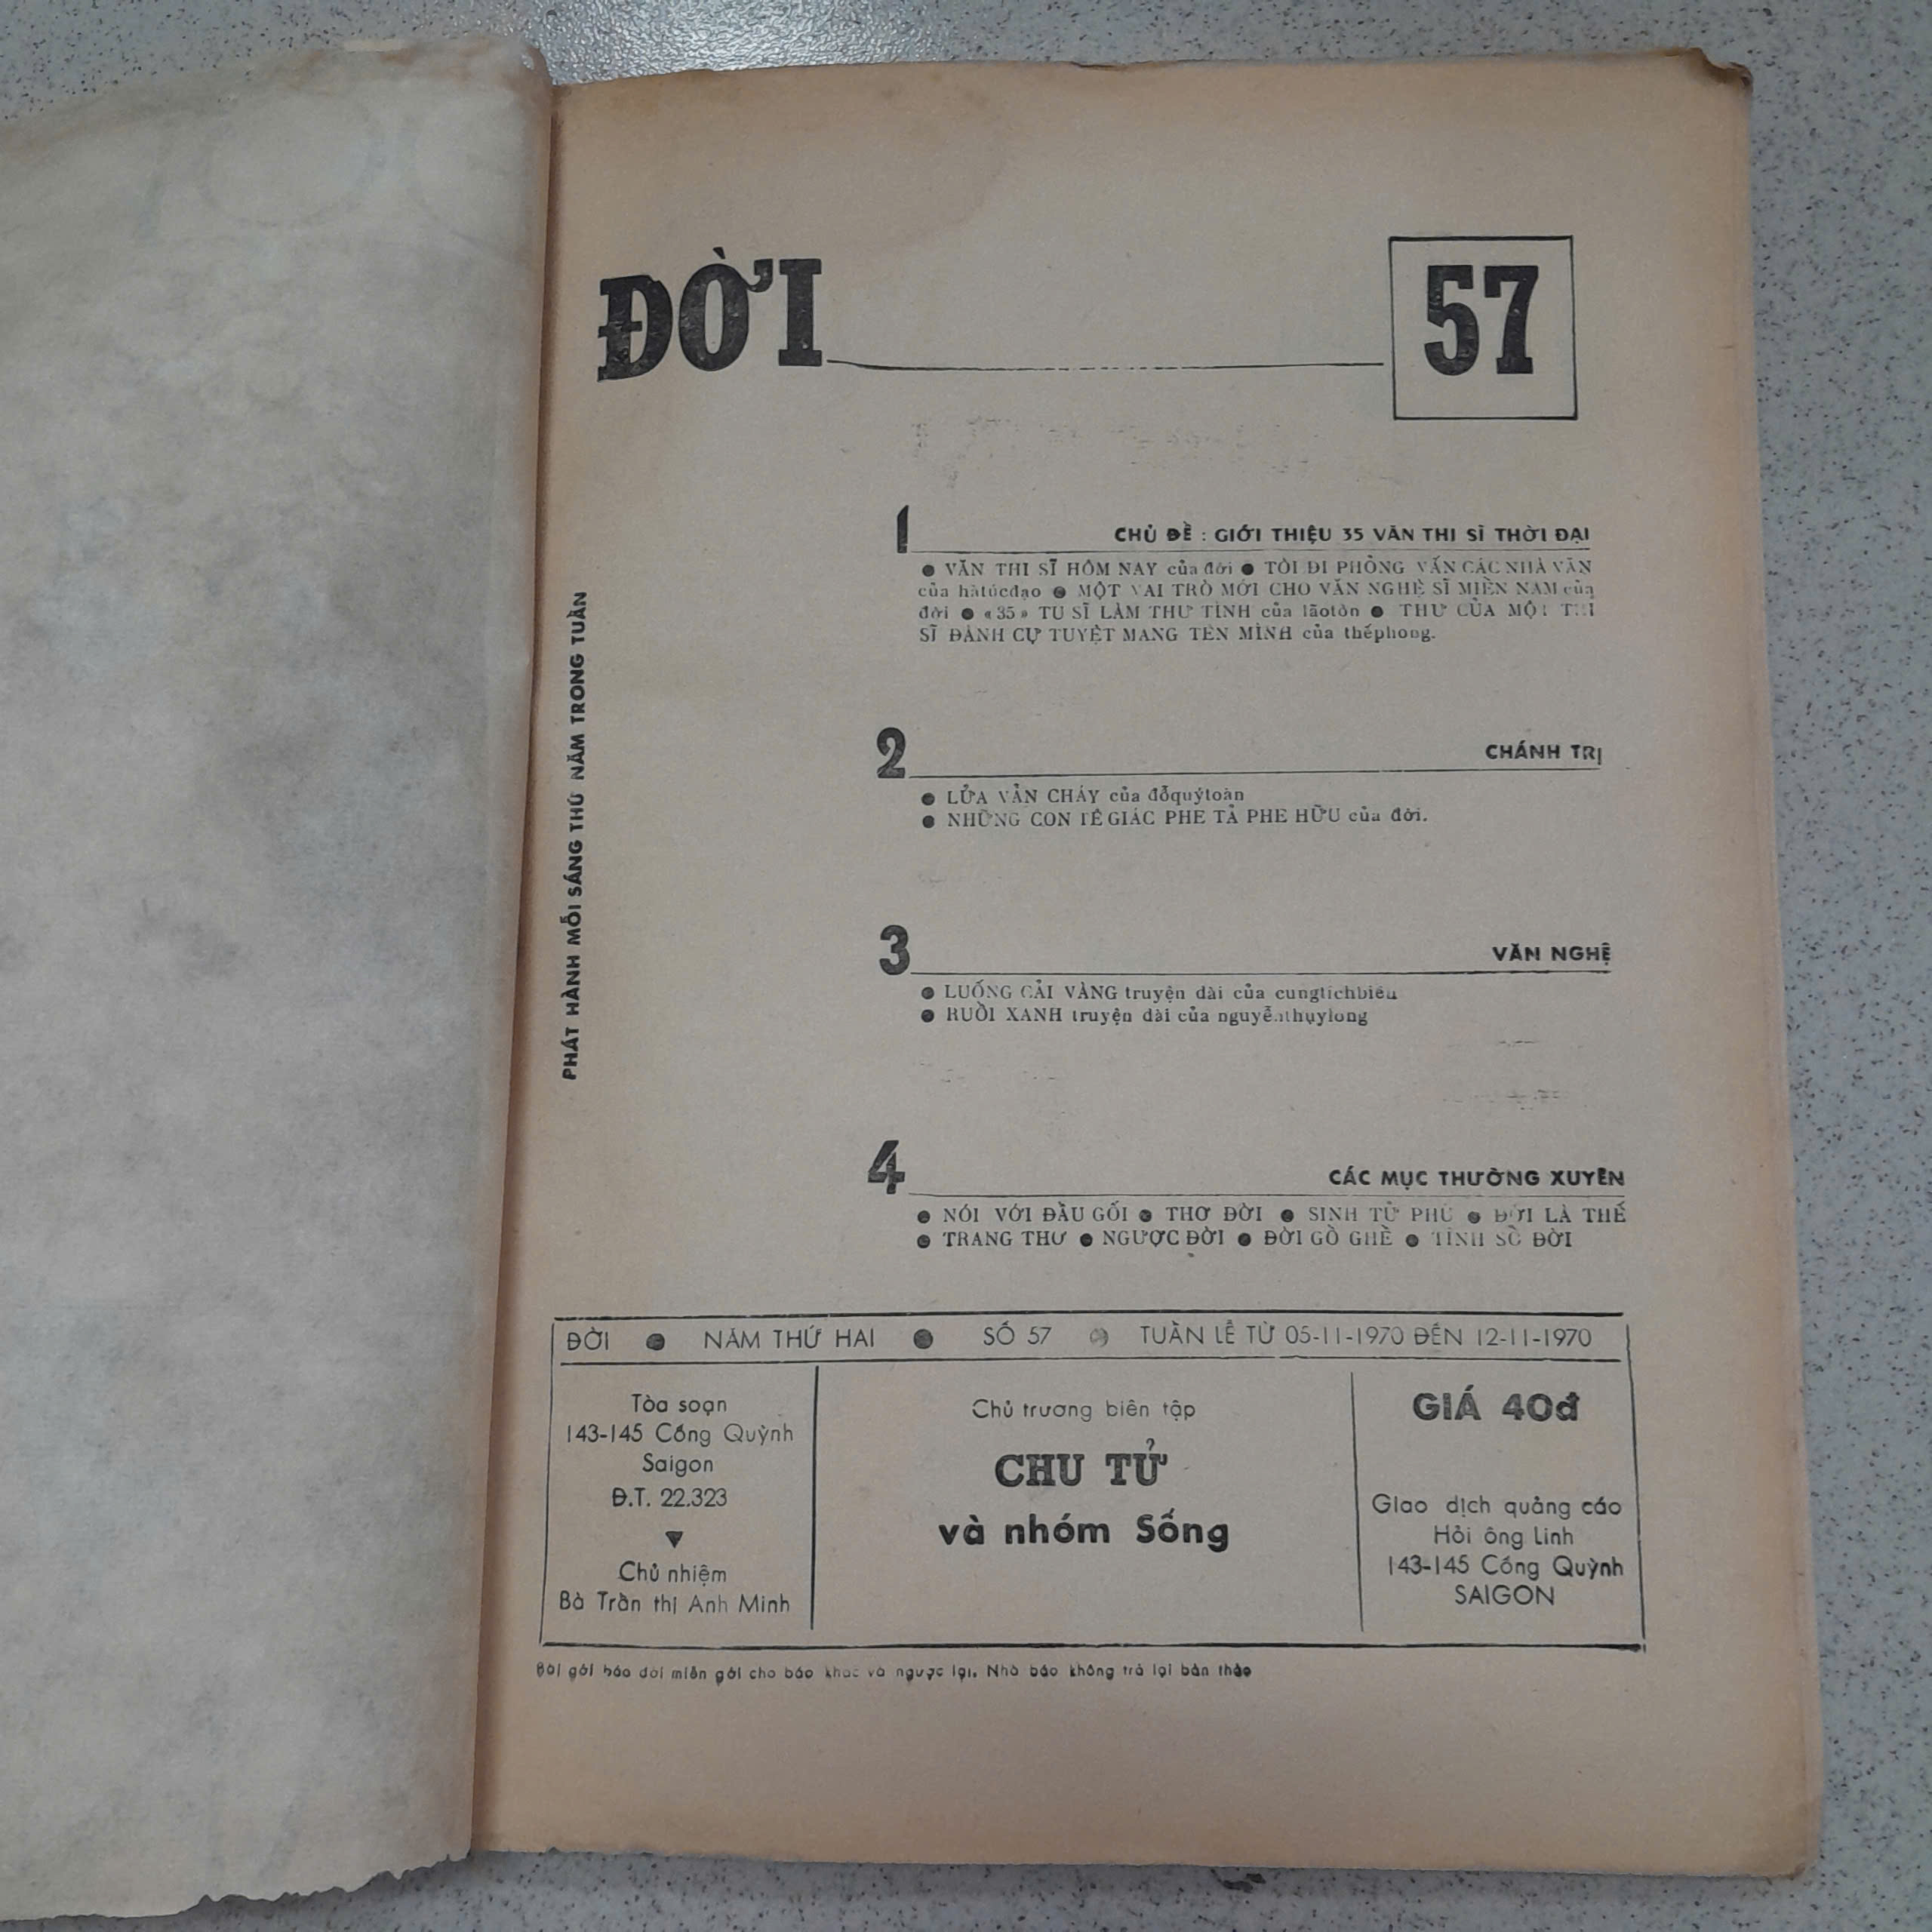 ĐỜI
57
PHÁT HÀNH MỖI SÁNG THỨ NĂM TRONG TUẦN
1
CHỦ ĐỀ : GIỚI THIỆU 35 VĂN THI SĨ THỜI ĐẠI
● VĂN THI SĨ HÔM NAY của đời ● TÔI ĐI PHỎNG VẤN CÁC NHÀ VĂN
của hàtúcđạo ● MỘT VAI TRÒ MỚI CHO VĂN NGHỆ SĨ MIỀN NAM của
đời ● «35» TU SĨ LÀM THƯ TÌNH của lãotôn ● THƯ CỦA MỘT THI
SĨ ĐÀNH CỰ TUYỆT MANG TÊN MÌNH của thếphong.
2
CHÁNH TRỊ
● LỬA VẪN CHÁY của đỗquýtoàn
● NHỮNG CON TÊ GIÁC PHE TẢ PHE HỮU của đời.
3
VĂN NGHỆ
● LUỐNG CẢI VÀNG truyện dài của cungtíchbiền
● RUỒI XANH truyện dài của nguyễnthụylong
4
CÁC MỤC THƯỜNG XUYÊN
● NÓI VỚI ĐẦU GỐI ● THƠ ĐỜI ● SINH TỬ PHÙ ● ĐỜI LÀ THẾ
● TRANG THƯ ● NGƯỢC ĐỜI ● ĐỜI GỒ GHỀ ● TÍNH SỔ ĐỜI
ĐỜI ● NĂM THỨ HAI ● SỐ 57 ● TUẦN LỄ TỪ 05-11-1970 ĐẾN 12-11-1970
Tòa soạn
143-145 Cống Quỳnh
Saigon
Đ.T. 22.323
▼
Chủ nhiệm
Bà Trần thị Anh Minh
Chủ trương biên tập
CHU TỬ
và nhóm Sống
GIÁ 40đ
Giao dịch quảng cáo
Hỏi ông Linh
143-145 Cống Quỳnh
SAIGON
Bài gởi báo đời miễn gởi cho báo khác và ngược lại. Nhà báo không trả lại bản thảo